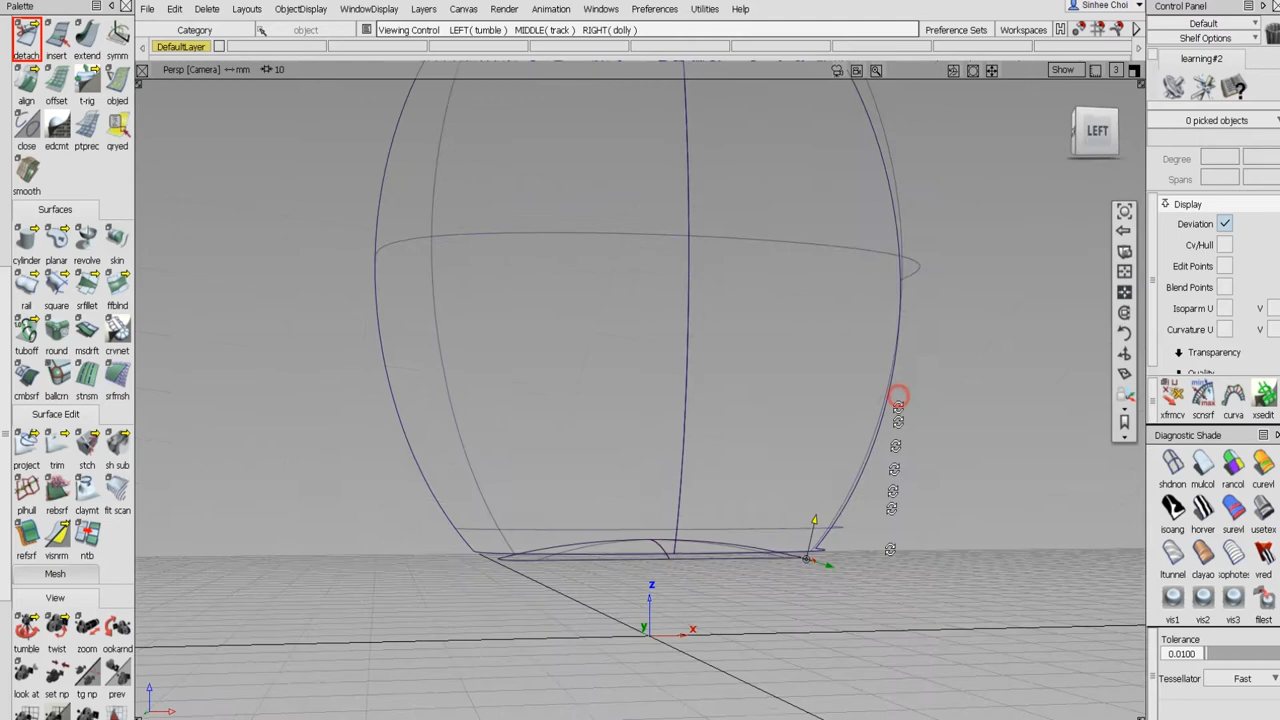 Palette
File Edit Delete Layouts ObjectDisplay WindowDisplay Layers Canvas Render Animation Windows Preferences Utilities Sinhee Choi
Control Panel
Category object Viewing Control LEFT( tumble ) MIDDLE( track ) RIGHT( dolly ) Preference Sets Workspaces
Default
Shelf Options
DefaultLayer
detach insert extend symm
learning#2
Persp [Camera] mm 10
Show 3
align offset t-rig objed
close edcmt ptprec qryed
smooth
0 picked objects
LEFT
Degree
Spans
Surfaces
Display
cylinder planar revolve skin
Deviation
Cv/Hull
Edit Points
Blend Points
Isoparm U V
Curvature U V
rail square srfillet ffblnd
tuboff round msdrft crvnet
Transparency
cmbsrf ballcrn stnsm srfmsh
Surface Edit
xfrmcv scnsrf curva xsedit
Diagnostic Shade
project trim stch sh sub
shdnon mulcol rancol curevl
plhull rebsrf claymt fit scan
isoang horver surevl usetex
refsrf visnrm ntb
Mesh
ltunnel clayao sophotes vred
View
vis1 vis2 vis3 filest
z
y x
tumble twist zoom lookarnd
Tolerance
0.0100
look at set np tg np prev
Tessellator Fast